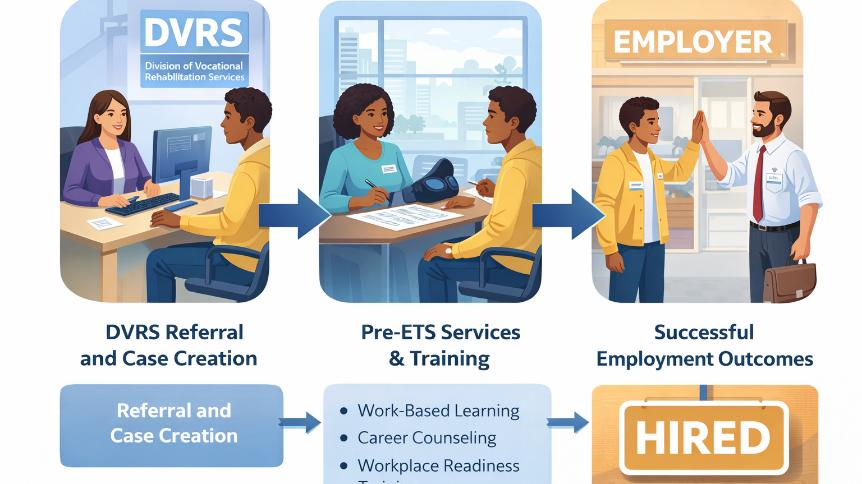 DVRS
Division of Vocational
Rehabilitation Services
EMPLOYER
DVRS Referral
and Case Creation
Pre-ETS Services
& Training
Successful
Employment Outcomes
Referral and
Case Creation
• Work-Based Learning
• Career Counseling
• Workplace Readiness
HIRED